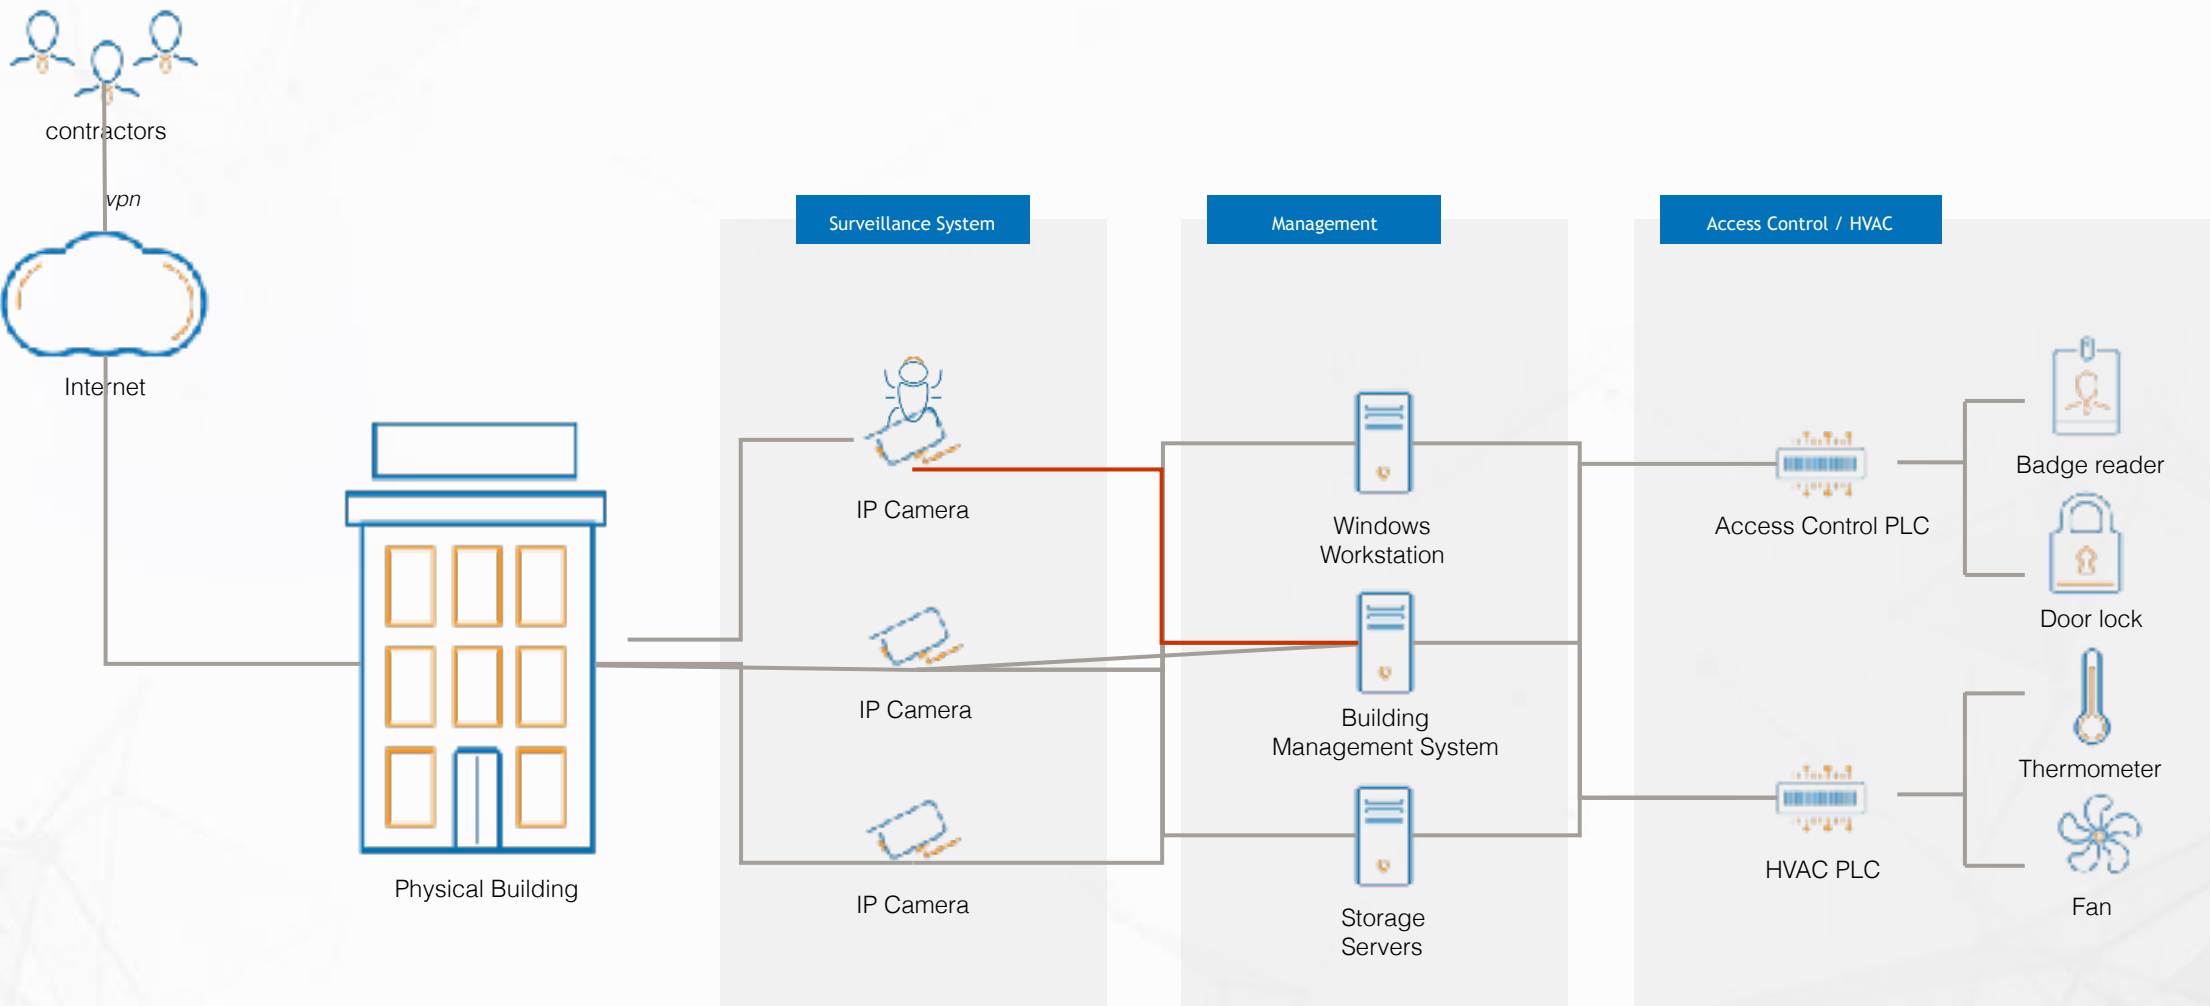 contractors
vpn
Internet
Physical Building
Surveillance System
IP Camera
IP Camera
IP Camera
Management
Windows
Workstation
Building
Management System
Storage
Servers
Access Control / HVAC
Access Control PLC
HVAC PLC
Badge reader
Door lock
Thermometer
Fan